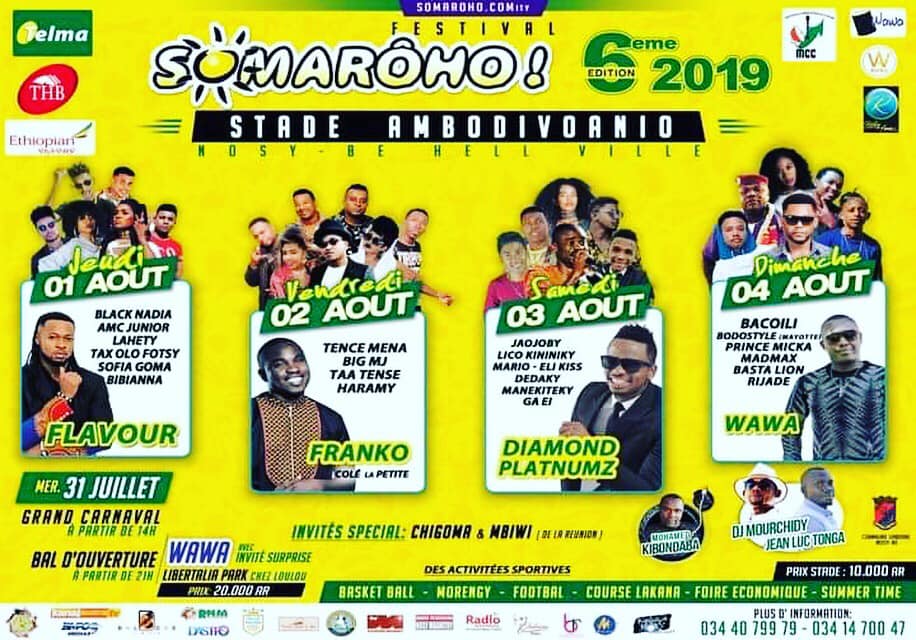 SOMAROHO.COMity
FESTIVAL
SOMARÔHO!
6eme
EDITION
2019
Telma
THB
Ethiopian
MCC
Wawa
W
R
STADE AMBODIVOANIO
NOSY-BE HELL VILLE
Jeudi
01 AOUT
BLACK NADIA
AMC JUNIOR
LAHETY
TAX OLO FOTSY
SOFIA GOMA
BIBIANNA
FLAVOUR
Vendredi
02 AOUT
TENCE MENA
BIG MJ
TAA TENSE
HARAMY
FRANKO
COLÉ LA PETITE
Samedi
03 AOUT
JAOJOBY
LICO KININIKY
MARIO - ELI KISS
DEDAKY
MANEKITEKY
GA EI
DIAMOND
PLATNUMZ
Dimanche
04 AOUT
BACOILI
BODOSTYLE (MAYOTTE)
PRINCE MICKA
MADMAX
BASTA LION
RIJADE
WAWA
MER. 31 JUILLET
GRAND CARNAVAL
À PARTIR DE 14H
BAL D'OUVERTURE
À PARTIR DE 21H
WAWA AVEC INVITÉ SURPRISE
LIBERTALIA PARK CHEZ LOULOU
PRIX: 20.000 AR
INVITÉS SPECIAL: CHIGOMA & MBIWI (DE LA REUNION)
MOHAMED
KIBONDABA
DJ MOURCHIDY
JEAN LUC TONGA
DES ACTIVITÉES SPORTIVES
PRIX STADE : 10.000 AR
BASKET BALL - MORENGY - FOOTBAL - COURSE LAKANA - FOIRE ECONOMIQUE - SUMMER TIME
Radio
PLUS D' INFORMATION:
034 40 799 79 - 034 14 700 47